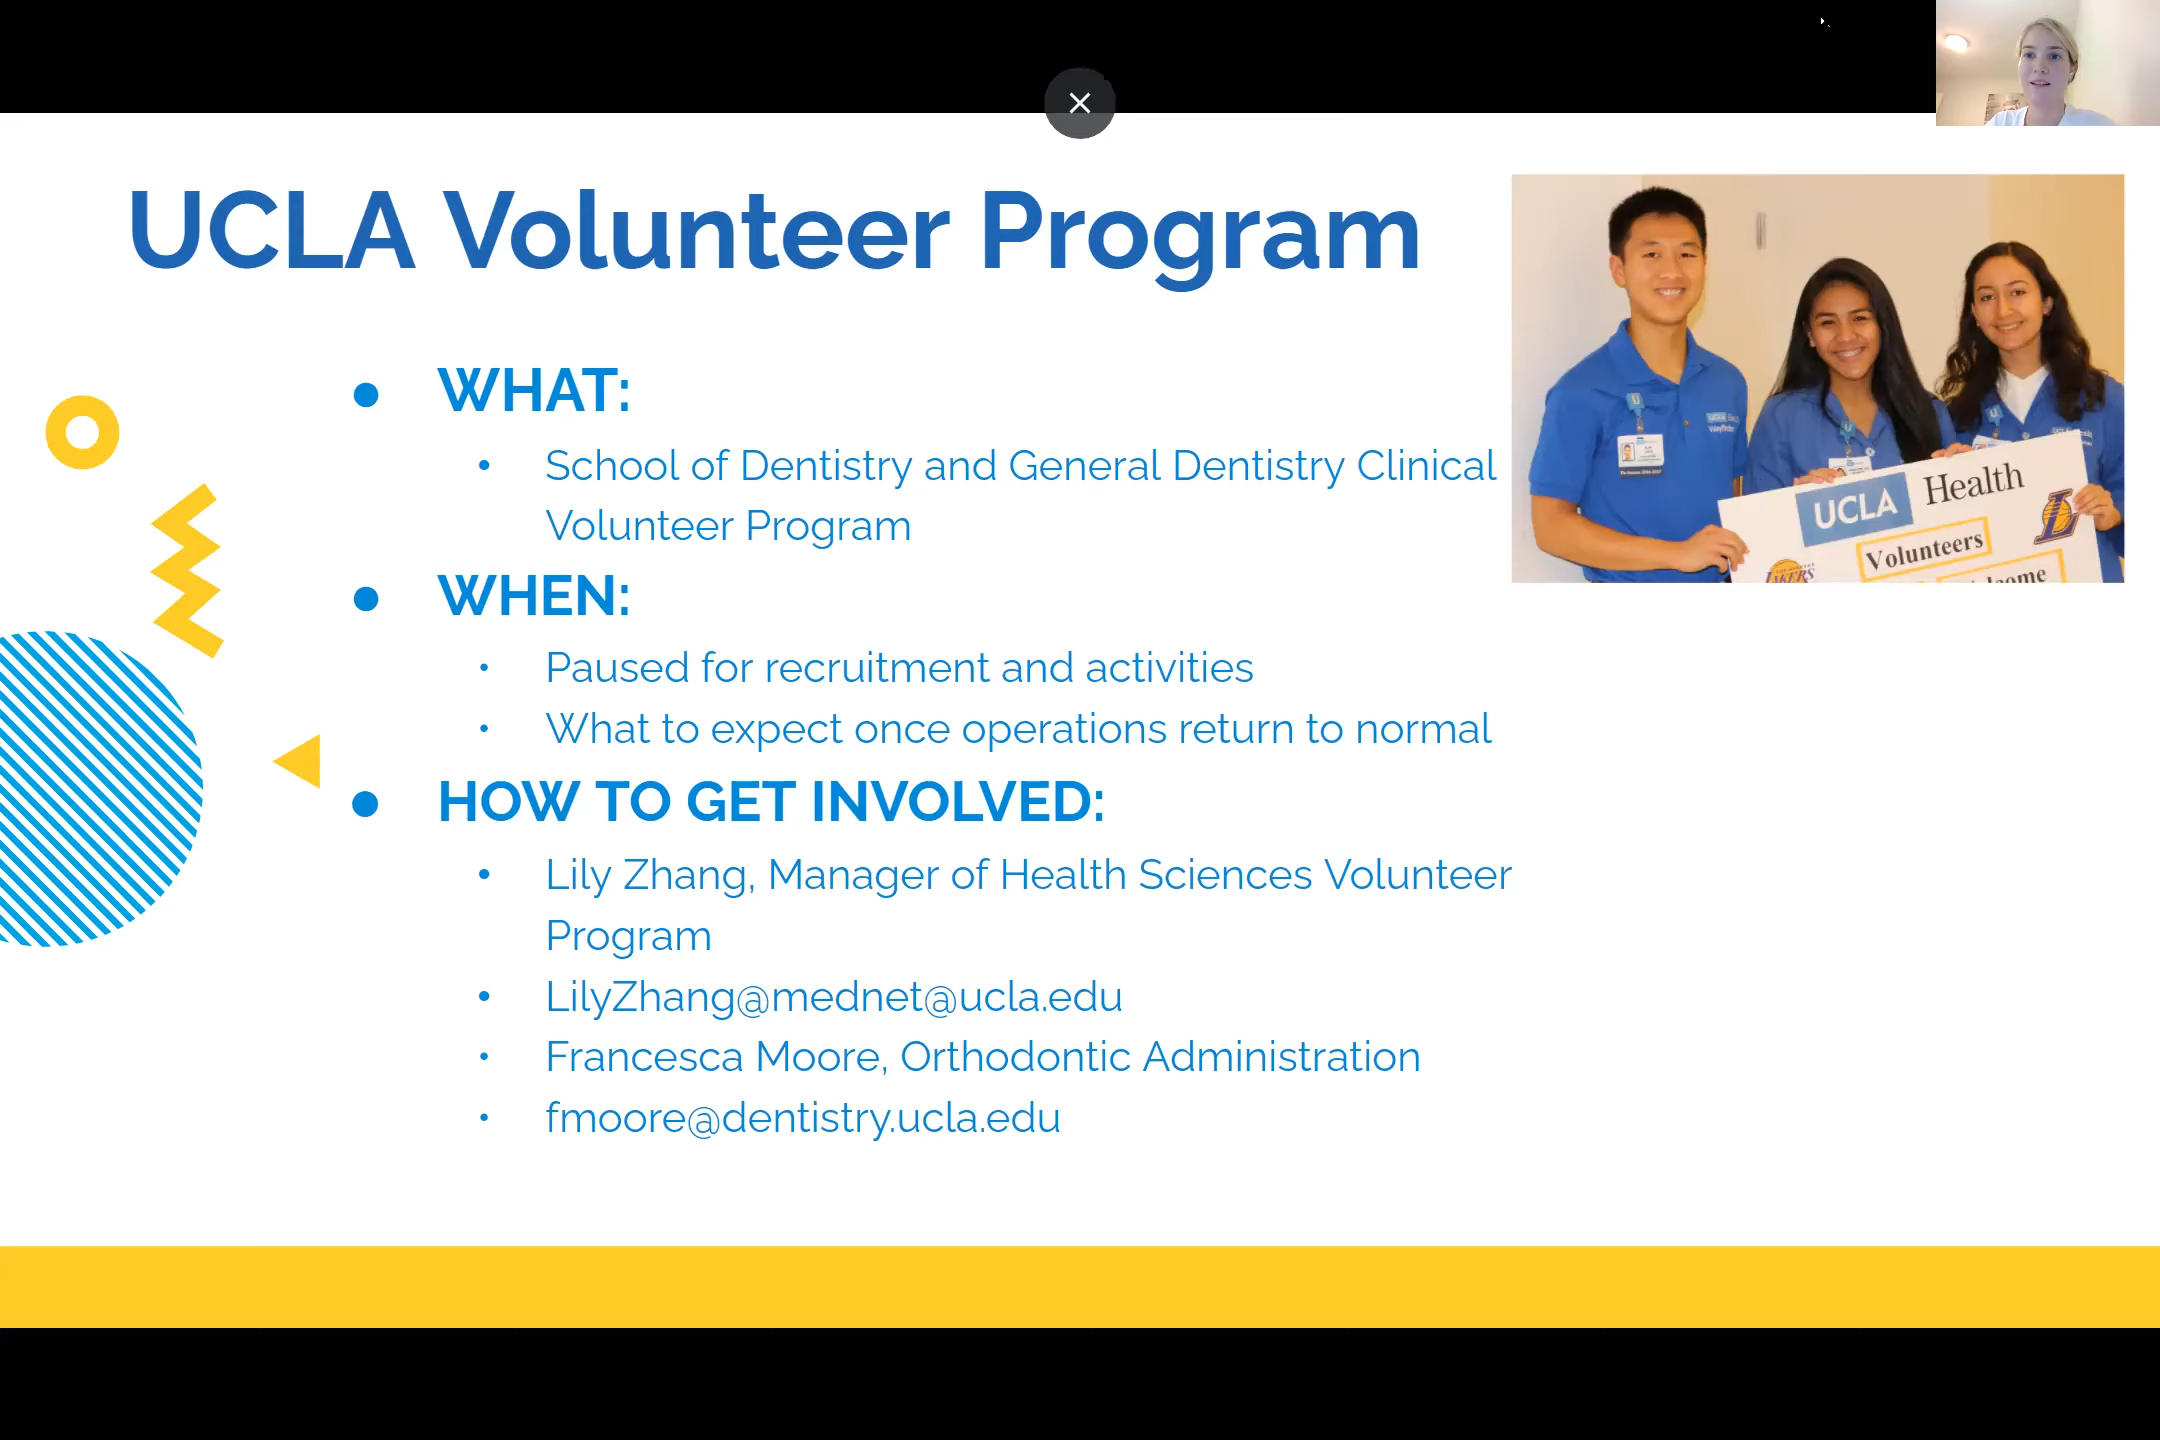 UCLA Volunteer Program
WHAT:
School of Dentistry and General Dentistry Clinical
Volunteer Program
WHEN:
Paused for recruitment and activities
What to expect once operations return to normal
HOW TO GET INVOLVED:
Lily Zhang, Manager of Health Sciences Volunteer
Program
LilyZhang@mednet@ucla.edu
Francesca Moore, Orthodontic Administration
fmoore@dentistry.ucla.edu
UCLA Health
Volunteers
LAKERS
L